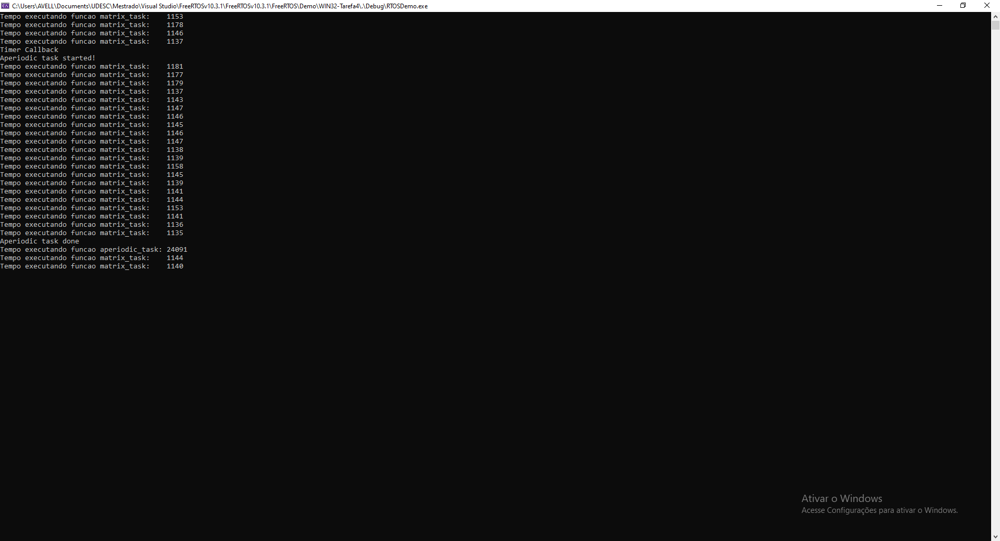 C:\Users\AVELL\Documents\UDESC\Mestrado\Visual Studio\FreeRTOSv10.3.1\FreeRTOSv10.3.1\FreeRTOS\Demo\WIN32-Tarefa4\.\Debug\RTOSDemo.exe
Tempo executando funcao matrix_task:    1153
Tempo executando funcao matrix_task:    1178
Tempo executando funcao matrix_task:    1146
Tempo executando funcao matrix_task:    1137
Timer Callback
Aperiodic task started!
Tempo executando funcao matrix_task:    1181
Tempo executando funcao matrix_task:    1177
Tempo executando funcao matrix_task:    1179
Tempo executando funcao matrix_task:    1137
Tempo executando funcao matrix_task:    1143
Tempo executando funcao matrix_task:    1147
Tempo executando funcao matrix_task:    1146
Tempo executando funcao matrix_task:    1145
Tempo executando funcao matrix_task:    1146
Tempo executando funcao matrix_task:    1147
Tempo executando funcao matrix_task:    1138
Tempo executando funcao matrix_task:    1139
Tempo executando funcao matrix_task:    1158
Tempo executando funcao matrix_task:    1145
Tempo executando funcao matrix_task:    1139
Tempo executando funcao matrix_task:    1141
Tempo executando funcao matrix_task:    1144
Tempo executando funcao matrix_task:    1153
Tempo executando funcao matrix_task:    1141
Tempo executando funcao matrix_task:    1136
Tempo executando funcao matrix_task:    1135
Aperiodic task done
Tempo executando funcao aperiodic_task: 24091
Tempo executando funcao matrix_task:    1144
Tempo executando funcao matrix_task:    1140
Ativar o Windows
Acesse Configurações para ativar o Windows.